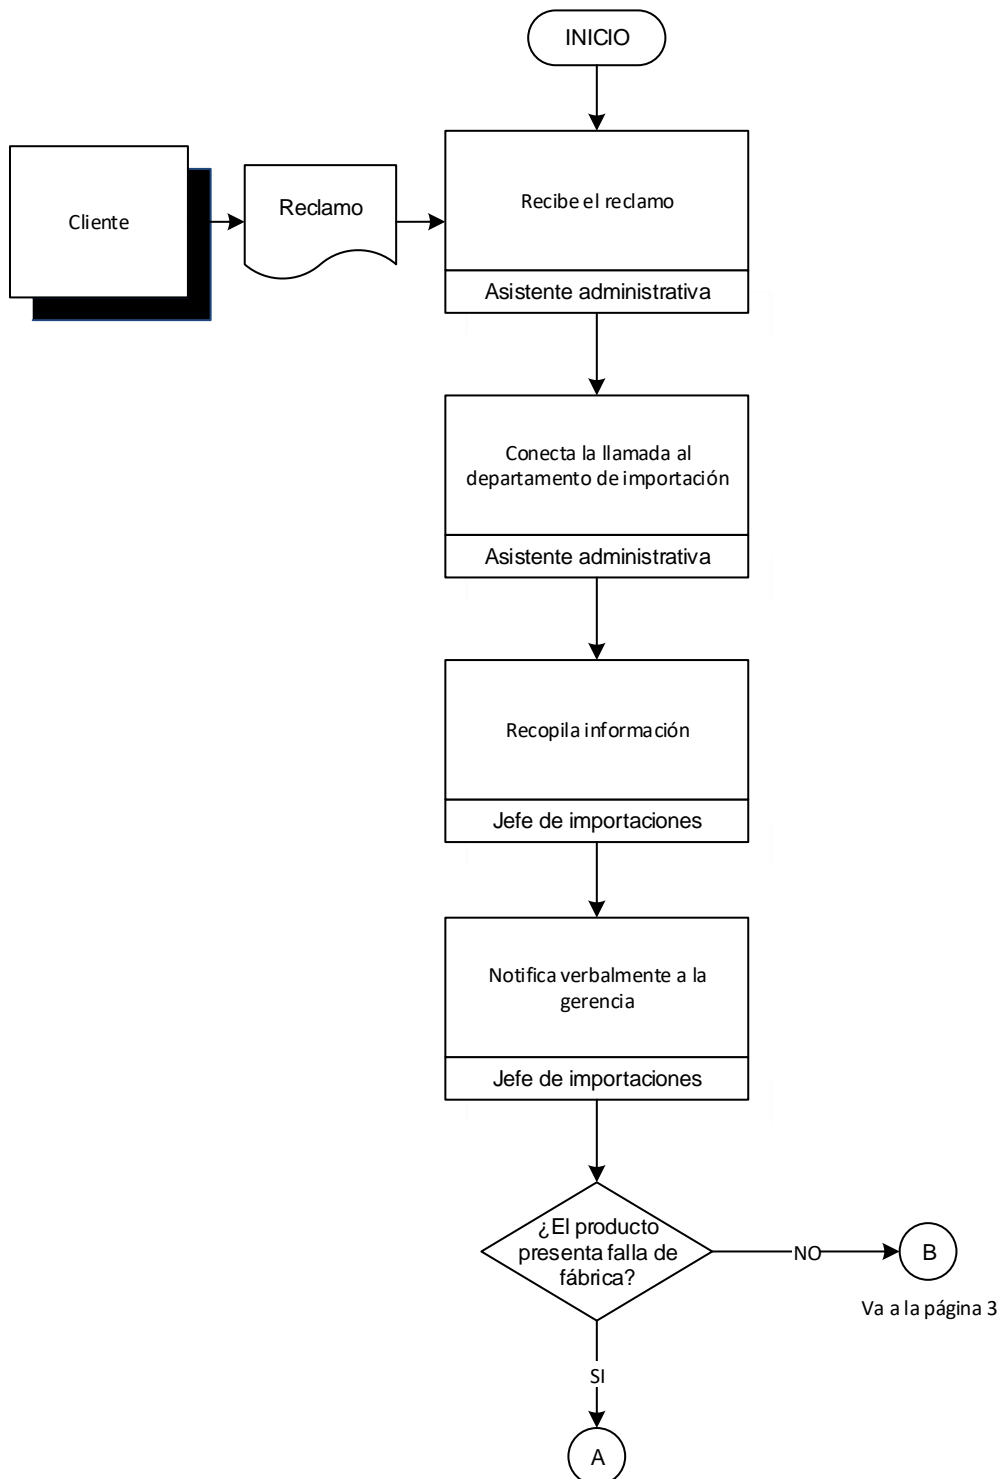 INICIO
Cliente
Reclamo
Recibe el reclamo
Asistente administrativa
Conecta la llamada al
departamento de importación
Asistente administrativa
Recopila información
Jefe de importaciones
Notifica verbalmente a la
gerencia
Jefe de importaciones
¿El producto
presenta falla de
fábrica?
NO
B
Va a la página 3
SI
A